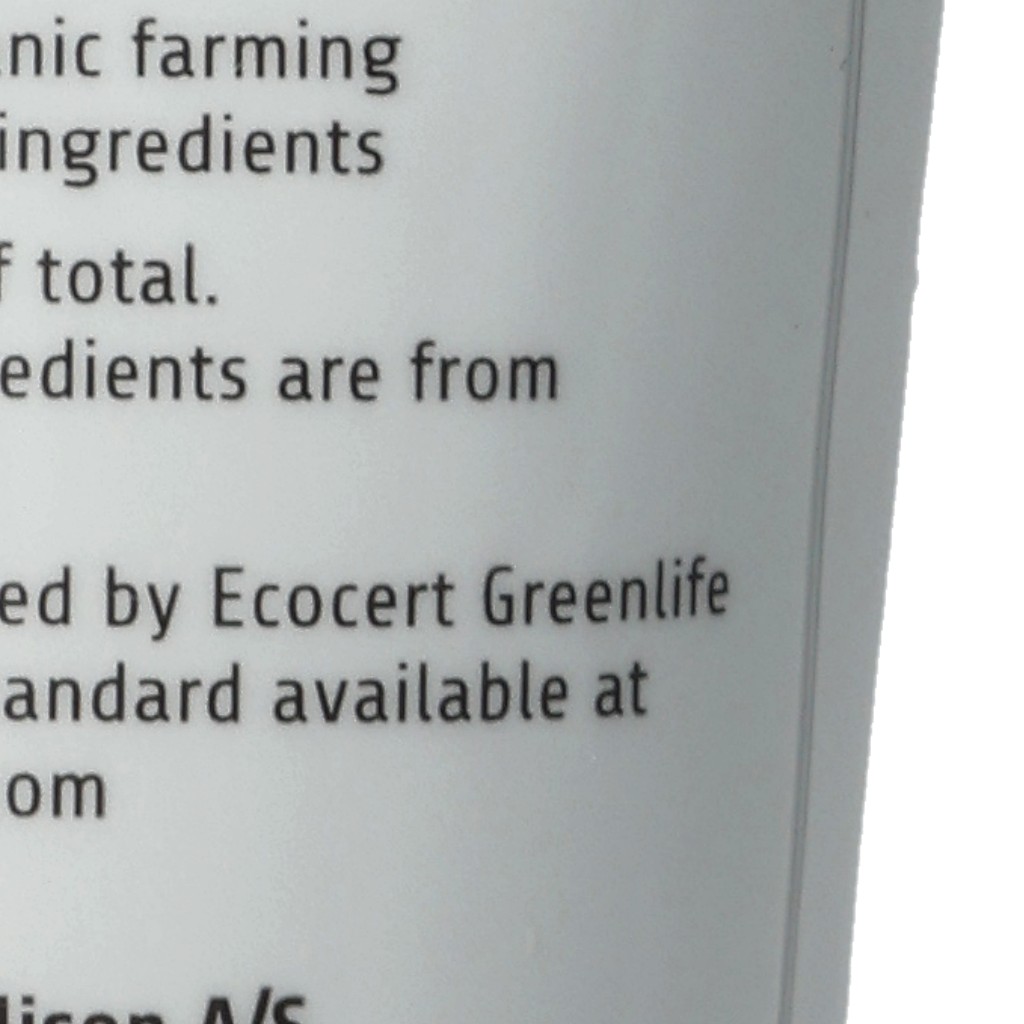 nic farming
ingredients
f total.
edients are from
ed by Ecocert Greenlife
andard available at
om
A/S